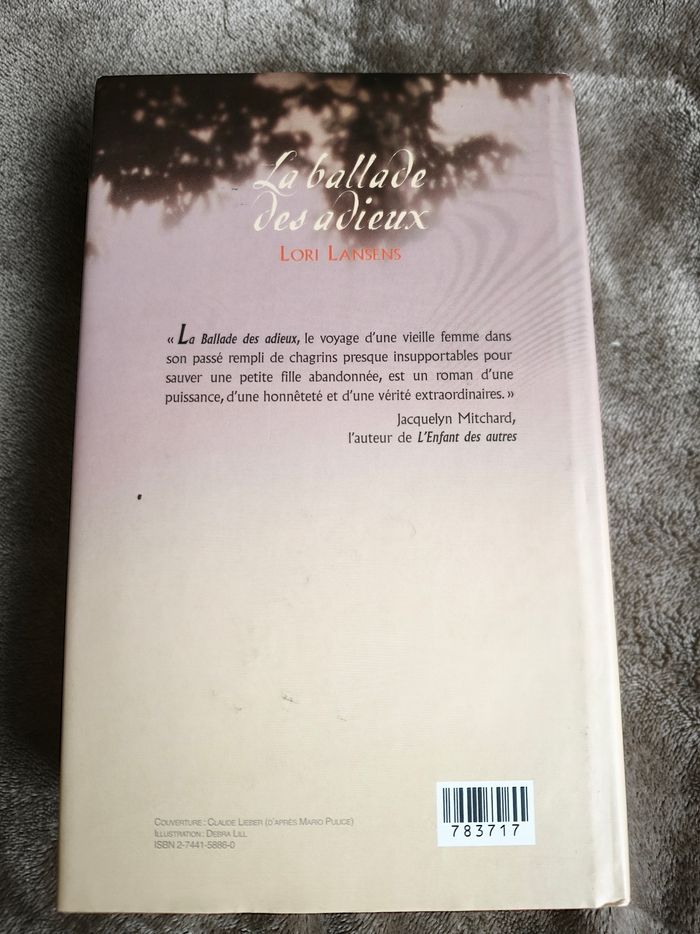 La ballade
des adieux
LORI LANSENS
« La Ballade des adieux, le voyage d'une vieille femme dans
son passé rempli de chagrins presque insupportables pour
sauver une petite fille abandonnée, est un roman d'une
puissance, d'une honnêteté et d'une vérité extraordinaires. »
Jacquelyn Mitchard,
l'auteur de L'Enfant des autres
COUVERTURE : CLAUDE LIEBER (D'APRÈS MARIO PULICE)
ILLUSTRATION : DEBRA LILL
ISBN 2-7441-5886-0
783717